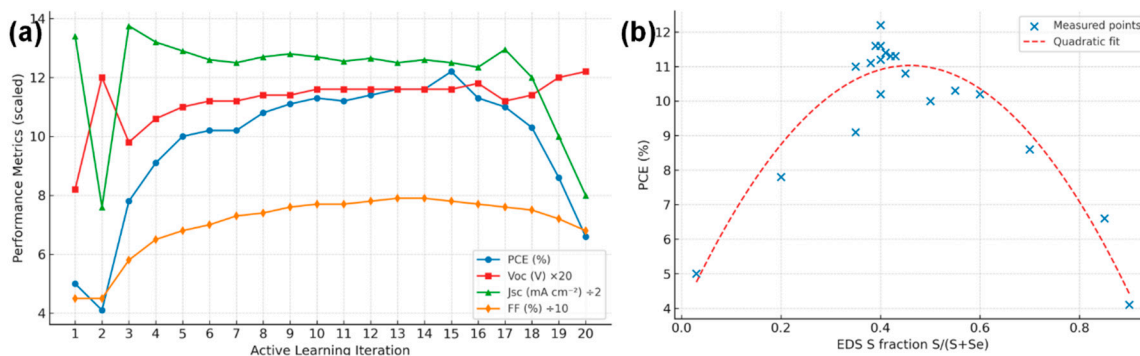 (a)
14
12
10
8
6
4
Performance Metrics (scaled)
PCE (%)
Voc (V) ×20
Jsc (mA cm⁻²) ÷2
FF (%) ÷10
1 2 3 4 5 6 7 8 9 10 11 12 13 14 15 16 17 18 19 20
Active Learning Iteration
(b)
12
11
10
9
8
7
6
5
4
PCE (%)
Measured points
Quadratic fit
0.0 0.2 0.4 0.6 0.8
EDS S fraction S/(S+Se)